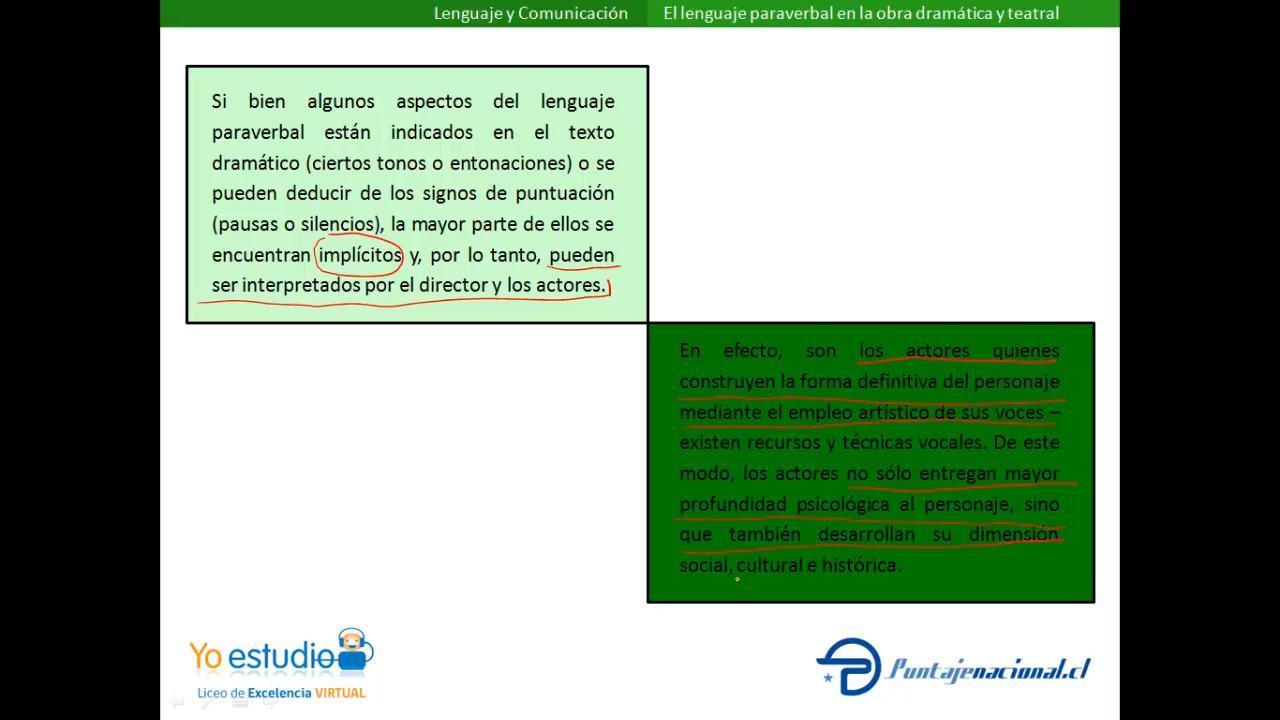 Lenguaje y Comunicación
El lenguaje paraverbal en la obra dramática y teatral
Si bien algunos aspectos del lenguaje
paraverbal están indicados en el texto
dramático (ciertos tonos o entonaciones) o se
pueden deducir de los signos de puntuación
(pausas o silencios), la mayor parte de ellos se
encuentran implícitos y, por lo tanto, pueden
ser interpretados por el director y los actores.
En efecto, son los actores quienes
construyen la forma definitiva del personaje
mediante el empleo artístico de sus voces –
existen recursos y técnicas vocales. De este
modo, los actores no sólo entregan mayor
profundidad psicológica al personaje, sino
que también desarrollan su dimensión
social, cultural e histórica.
Yo estudio
Liceo de Excelencia VIRTUAL
Puntajenacional.cl